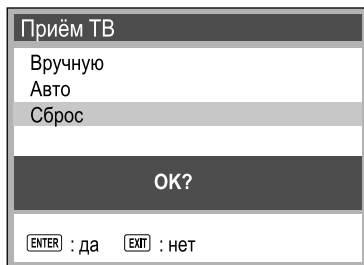 Приём ТВ
Вручную
Авто
Сброс
OK?
ENTER : да EXIT : нет